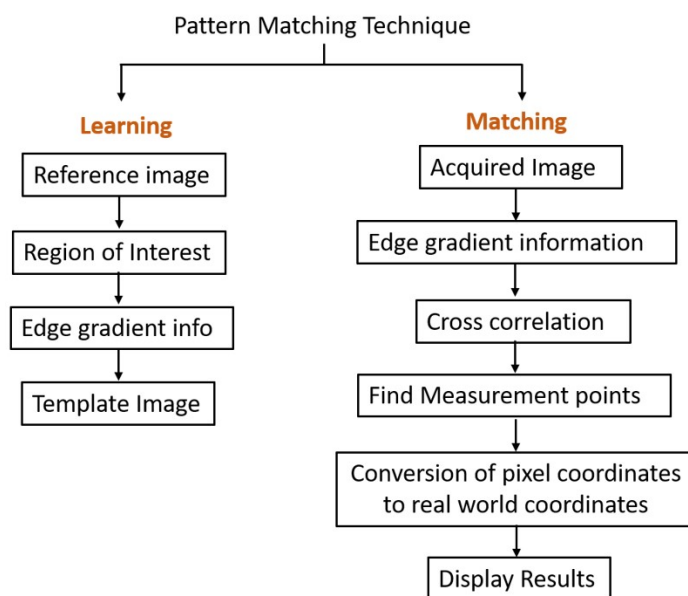 Pattern Matching Technique
Learning
Reference image
Region of Interest
Edge gradient info
Template Image
Matching
Acquired Image
Edge gradient information
Cross correlation
Find Measurement points
Conversion of pixel coordinates
to real world coordinates
Display Results